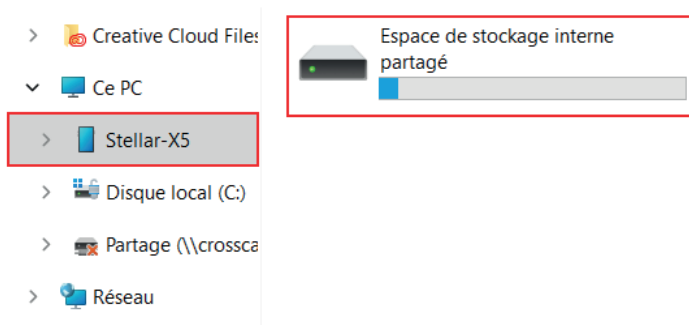 Creative Cloud Files
Ce PC
Stellar-X5
Disque local (C:)
Partage (\\crossca
Réseau
Espace de stockage interne
partagé